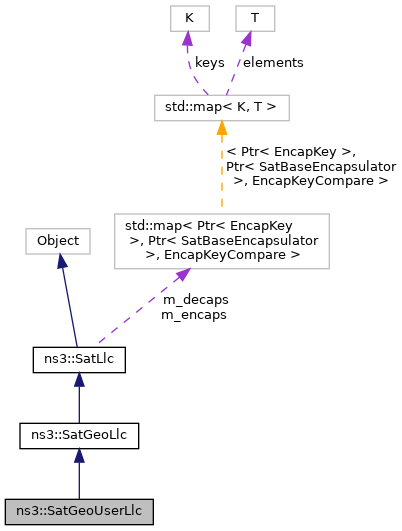 K
T
keys
elements
std::map< K, T >
< Ptr< EncapKey >,
Ptr< SatBaseEncapsulator
>, EncapKeyCompare >
std::map< Ptr< EncapKey
>, Ptr< SatBaseEncapsulator
>, EncapKeyCompare >
Object
m_decaps
m_encaps
ns3::SatLlc
ns3::SatGeoLlc
ns3::SatGeoUserLlc